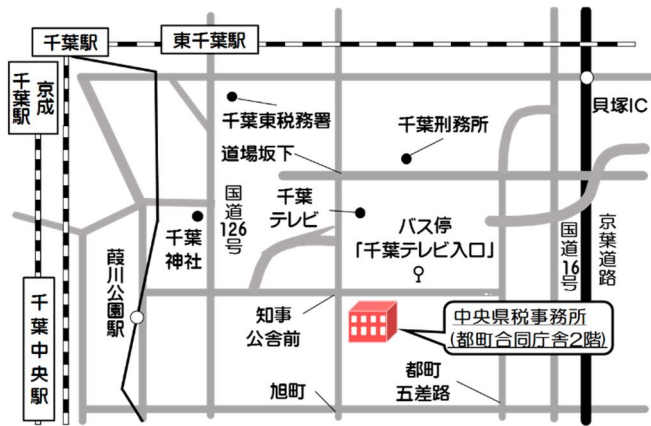 千葉駅
東千葉駅
京成
千葉駅
貝塚IC
千葉東税務署
千葉刑務所
道場坂下
国道126号
千葉
テレビ
千葉
神社
バス停
「千葉テレビ入口」
国道16号
京葉道路
葭川公園駅
千葉中央駅
知事
公舎前
中央県税事務所
(都町合同庁舎2階)
都町
五差路
旭町